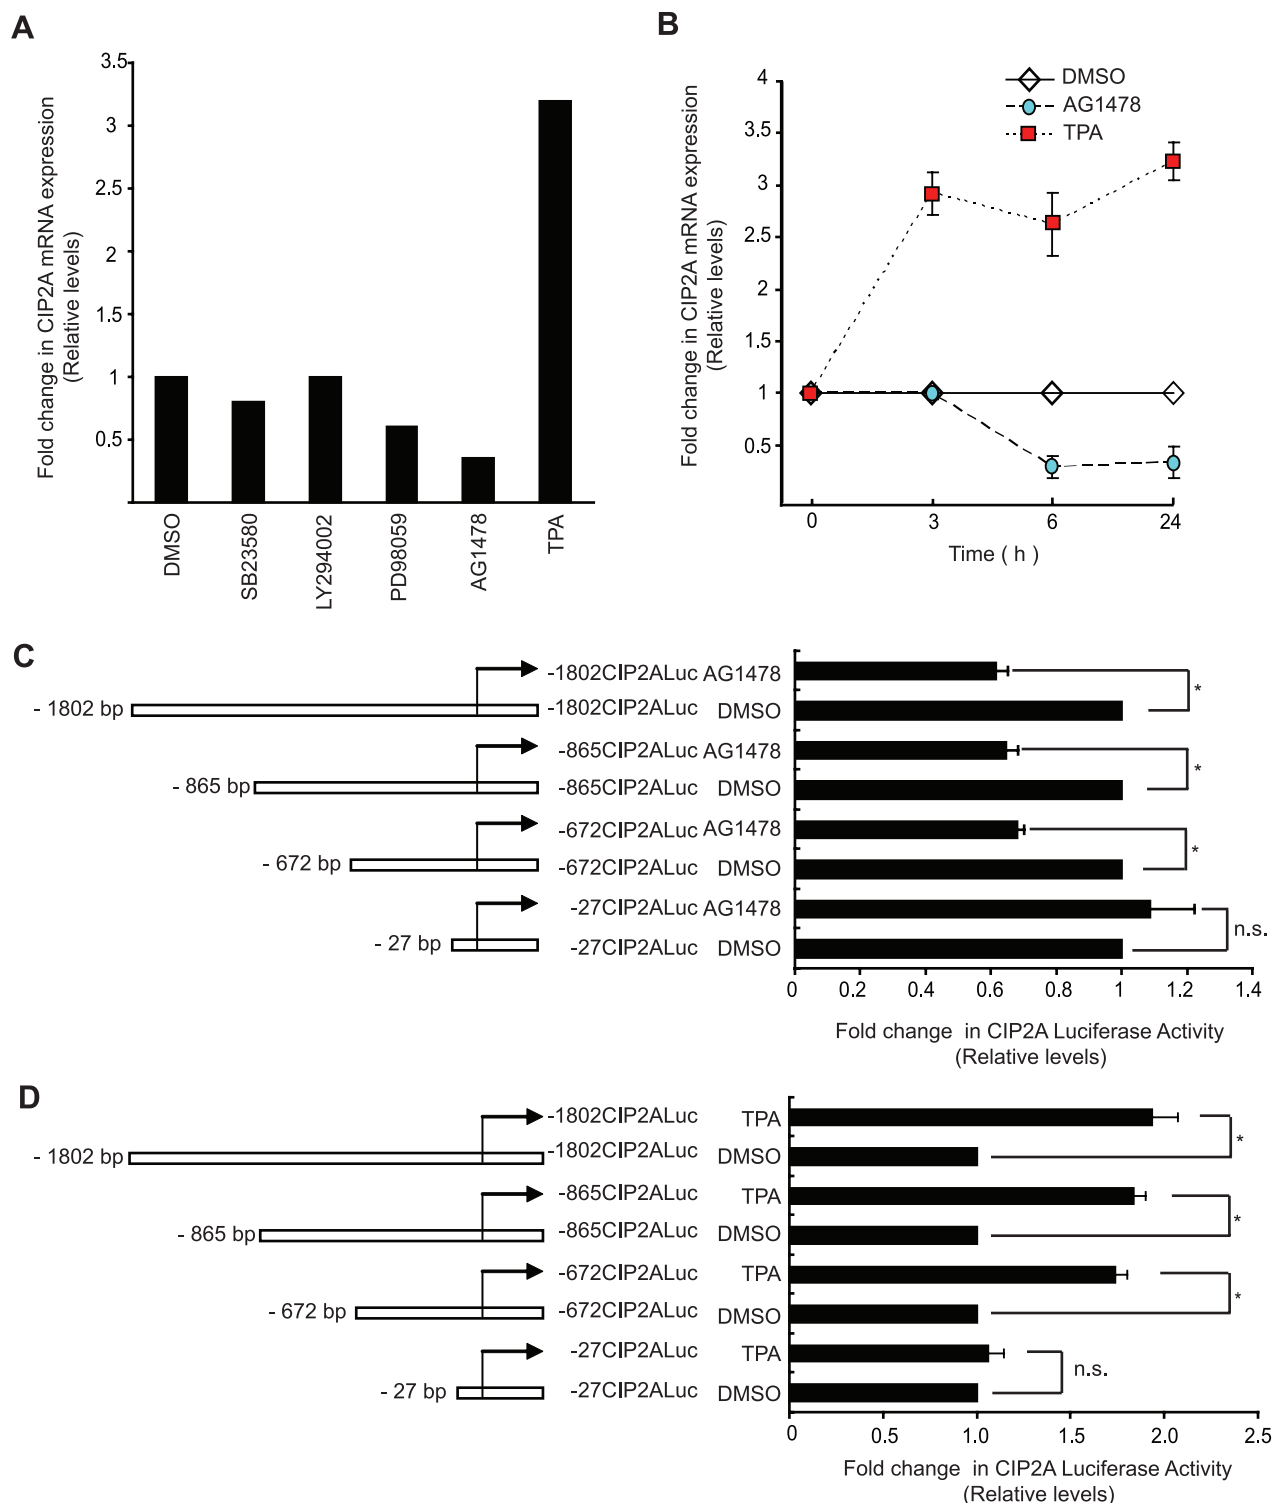 A
Fold change in CIP2A mRNA expression
(Relative levels)
3.5
3
2.5
2
1.5
1
0.5
DMSO
SB23580
LY294002
PD98059
AG1478
TPA
B
Fold change in CIP2A mRNA expression
(Relative levels)
4
3.5
3
2.5
2
1.5
1
0.5
DMSO
AG1478
TPA
0 3 6 24
Time ( h )
C
-1802CIP2ALuc AG1478
- 1802 bp -1802CIP2ALuc DMSO
*
-865CIP2ALuc AG1478
- 865 bp -865CIP2ALuc DMSO
*
-672CIP2ALuc AG1478
- 672 bp -672CIP2ALuc DMSO
*
-27CIP2ALuc AG1478
- 27 bp -27CIP2ALuc DMSO
n.s.
0 0.2 0.4 0.6 0.8 1 1.2 1.4
Fold change in CIP2A Luciferase Activity
(Relative levels)
D
-1802CIP2ALuc TPA
- 1802 bp -1802CIP2ALuc DMSO
*
-865CIP2ALuc TPA
- 865 bp -865CIP2ALuc DMSO
*
-672CIP2ALuc TPA
- 672 bp -672CIP2ALuc DMSO
*
-27CIP2ALuc TPA
- 27 bp -27CIP2ALuc DMSO
n.s.
0 0.5 1.0 1.5 2.0 2.5
Fold change in CIP2A Luciferase Activity
(Relative levels)